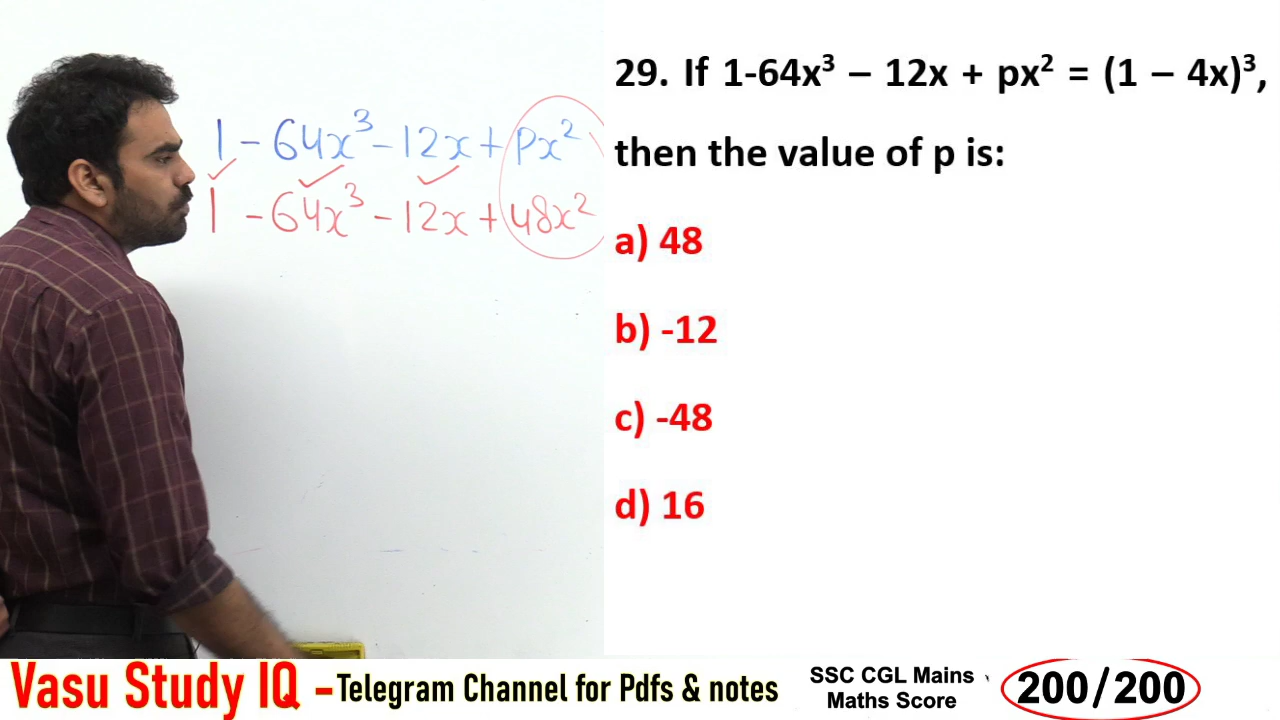 1 - 64x³ - 12x + Px²
1 - 64x³ - 12x + 48x²
29. If 1-64x³ – 12x + px² = (1 – 4x)³,
then the value of p is:
a) 48
b) -12
c) -48
d) 16
Vasu Study IQ - Telegram Channel for Pdfs & notes
SSC CGL Mains
Maths Score
200/200